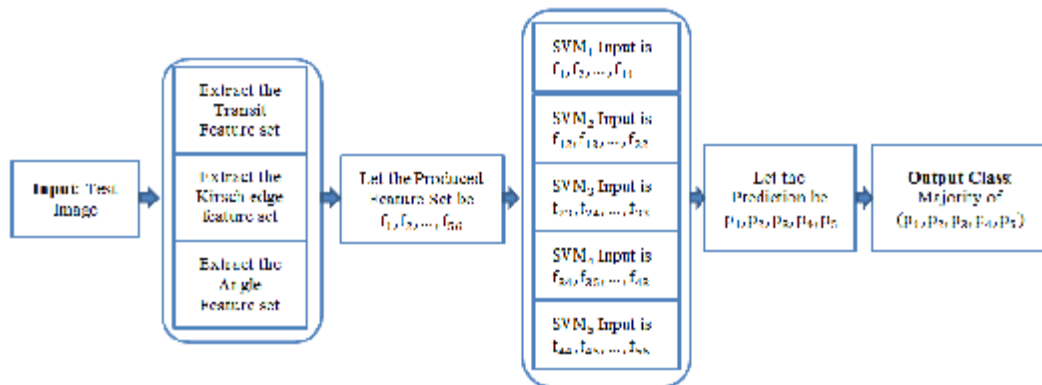 Input: Test
Image
Extract the
Transit
Feature set
Extract the
Kirsch edge
feature set
Extract the
Angle
Feature set
Let the Produced
Feature Set be
f₁,f₂,…,f₅₆
SVM₁ Input is
f₁,f₂,…,f₁₁
SVM₂ Input is
f₁₂,f₁₃,…,f₂₂
SVM₃ Input is
f₂₃,f₂₄,…,f₃₃
SVM₄ Input is
f₃₄,f₃₅,…,f₄₃
SVM₅ Input is
f₄₄,f₄₅,…,f₅₆
Let the
Prediction be
p₁,p₂,p₃,p₄,p₅
Output Class:
Majority of
(p₁,p₂,p₃,p₄,p₅)